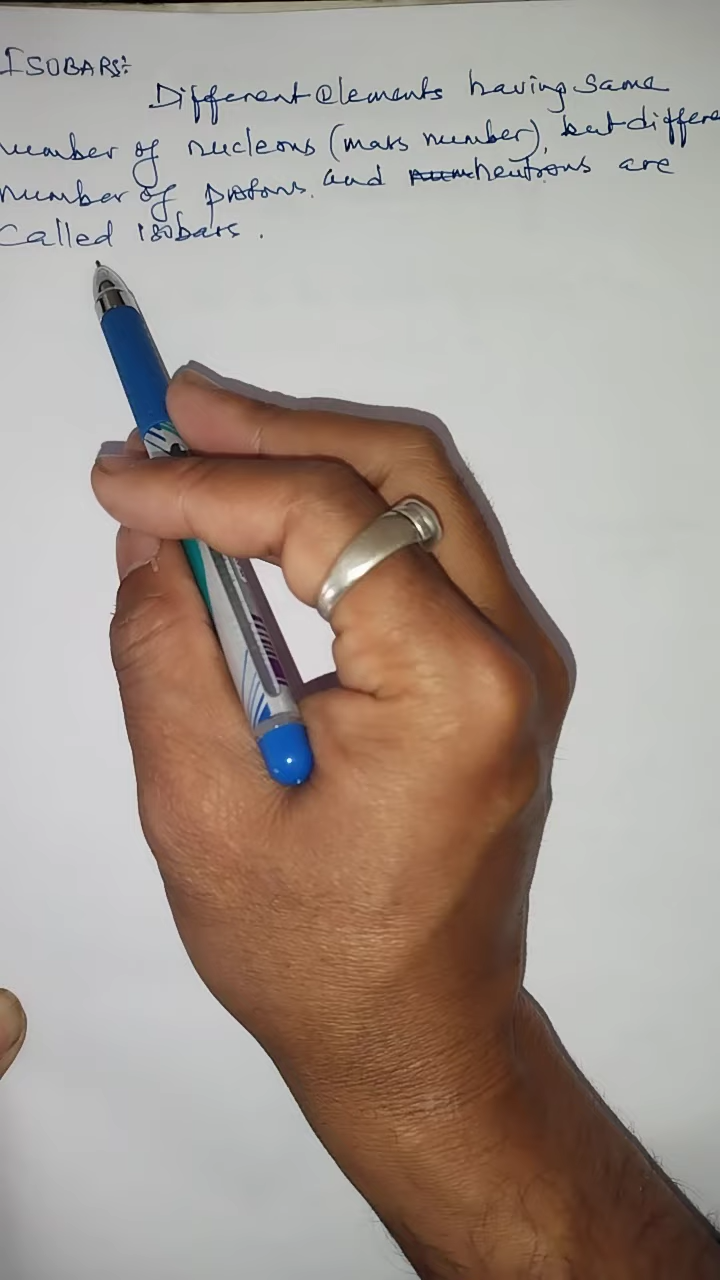 ISOBARS:-
Different elements having same
number of nucleons (mass number), but differe
number of protons. and neutrons are
called isobars.